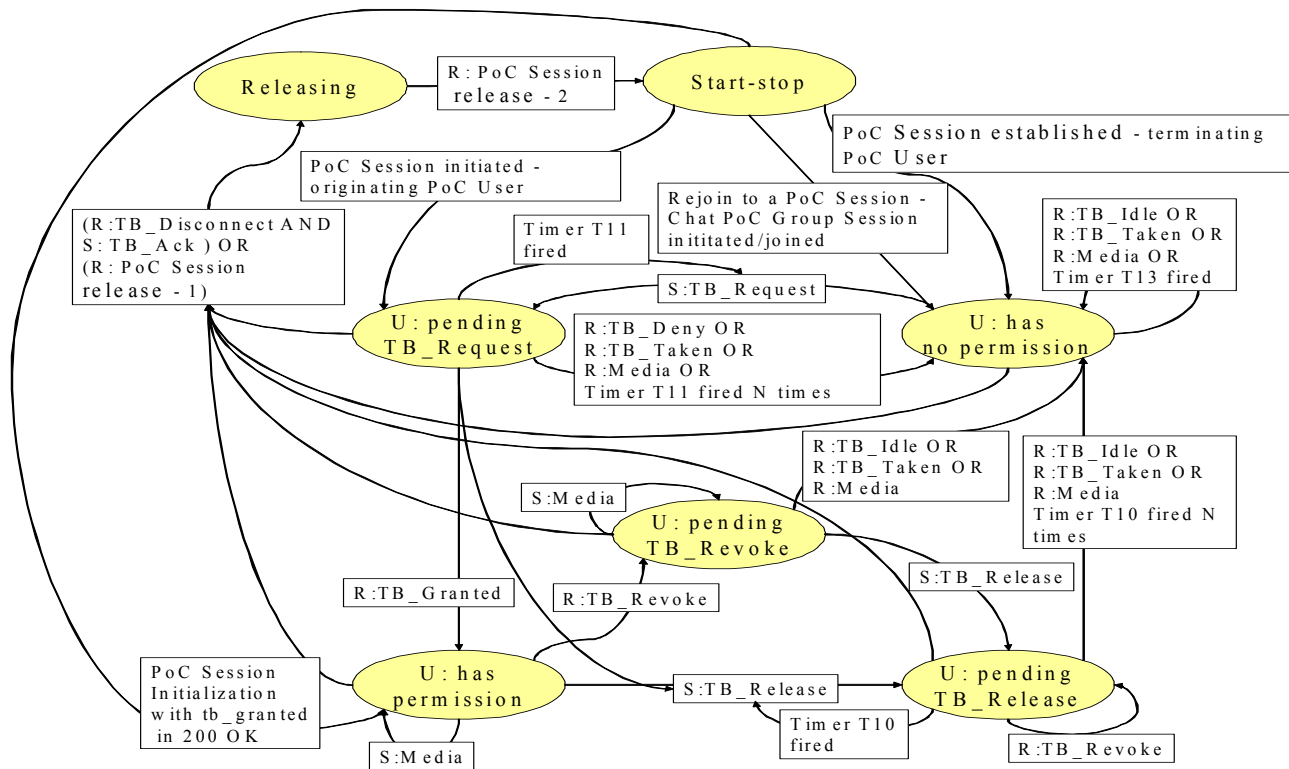 Releasing
R: PoC Session
release - 2
Start-stop
PoC Session established - terminating
PoC User
PoC Session initiated -
originating PoC User
Rejoin to a PoC Session -
Chat PoC Group Session
inititated/joined
R:TB_Idle OR
R:TB_Taken OR
R:Media OR
Timer T13 fired
(R:TB_Disconnect AND
S:TB_Ack ) OR
(R: PoC Session
release - 1)
Timer T11
fired
S:TB_Request
U: pending
TB_Request
R:TB_Deny OR
R:TB_Taken OR
R:Media OR
Timer T11 fired N times
U: has
no permission
R:TB_Idle OR
R:TB_Taken OR
R:Media
R:TB_Idle OR
R:TB_Taken OR
R:Media
Timer T10 fired N
times
S:Media
U: pending
TB_Revoke
S:TB_Release
R:TB_Granted
R:TB_Revoke
PoC Session
Initialization
with tb_granted
in 200 OK
U: has
permission
S:TB_Release
U: pending
TB_Release
Timer T10
fired
S:Media
R:TB_Revoke